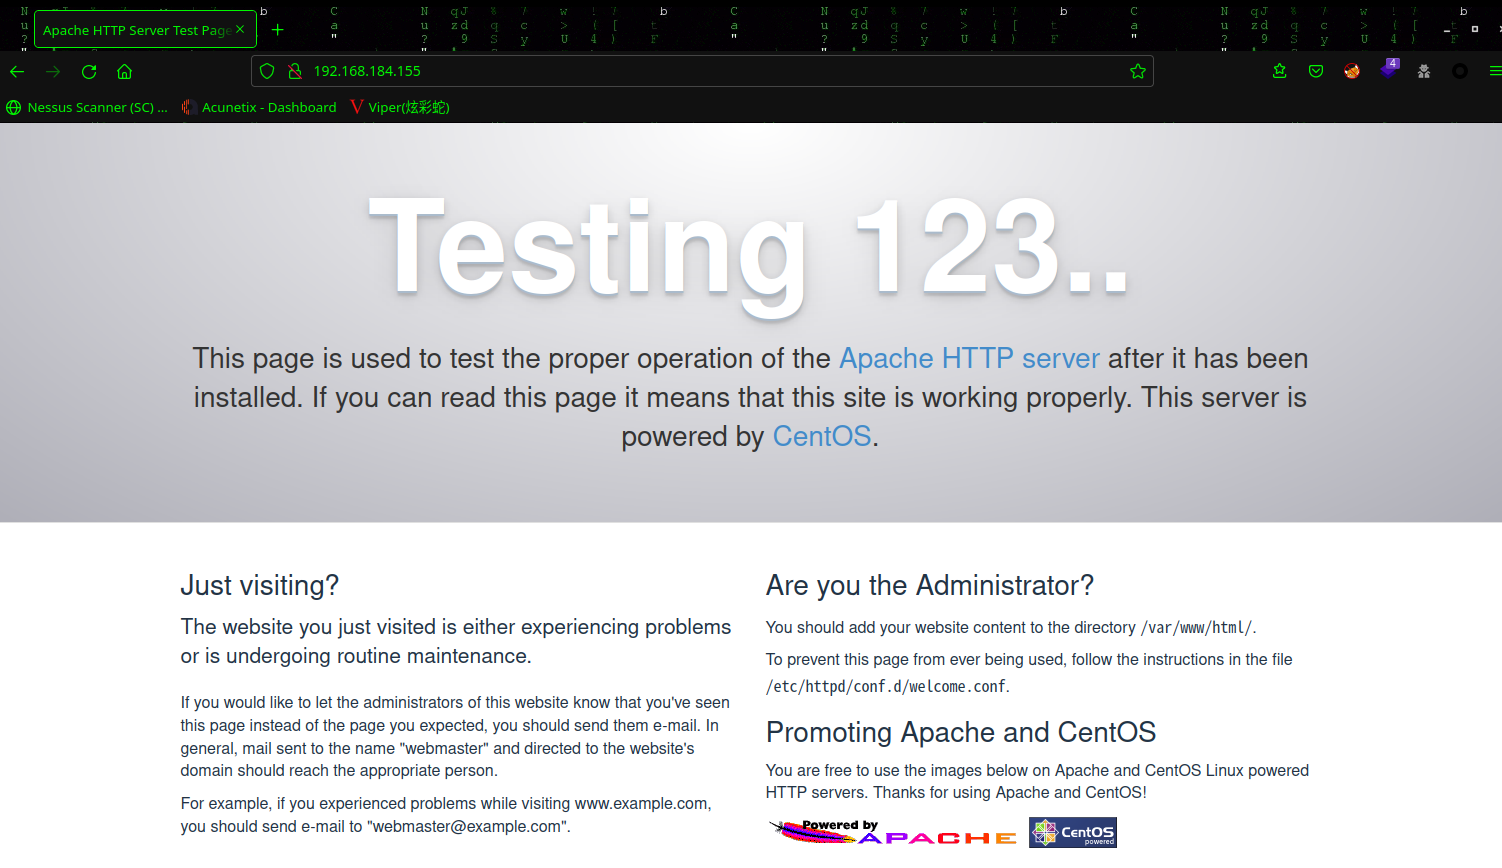 Apache HTTP Server Test Page
192.168.184.155
4
Nessus Scanner (SC) ...
Acunetix - Dashboard
Viper(炫彩蛇)
Testing 123..
This page is used to test the proper operation of the Apache HTTP server after it has been
installed. If you can read this page it means that this site is working properly. This server is
powered by CentOS.
Just visiting?
The website you just visited is either experiencing problems
or is undergoing routine maintenance.
If you would like to let the administrators of this website know that you've seen
this page instead of the page you expected, you should send them e-mail. In
general, mail sent to the name "webmaster" and directed to the website's
domain should reach the appropriate person.
For example, if you experienced problems while visiting www.example.com,
you should send e-mail to "webmaster@example.com".
Are you the Administrator?
You should add your website content to the directory /var/www/html/.
To prevent this page from ever being used, follow the instructions in the file
/etc/httpd/conf.d/welcome.conf.
Promoting Apache and CentOS
You are free to use the images below on Apache and CentOS Linux powered
HTTP servers. Thanks for using Apache and CentOS!
Powered by
APACHE
CentOS
powered